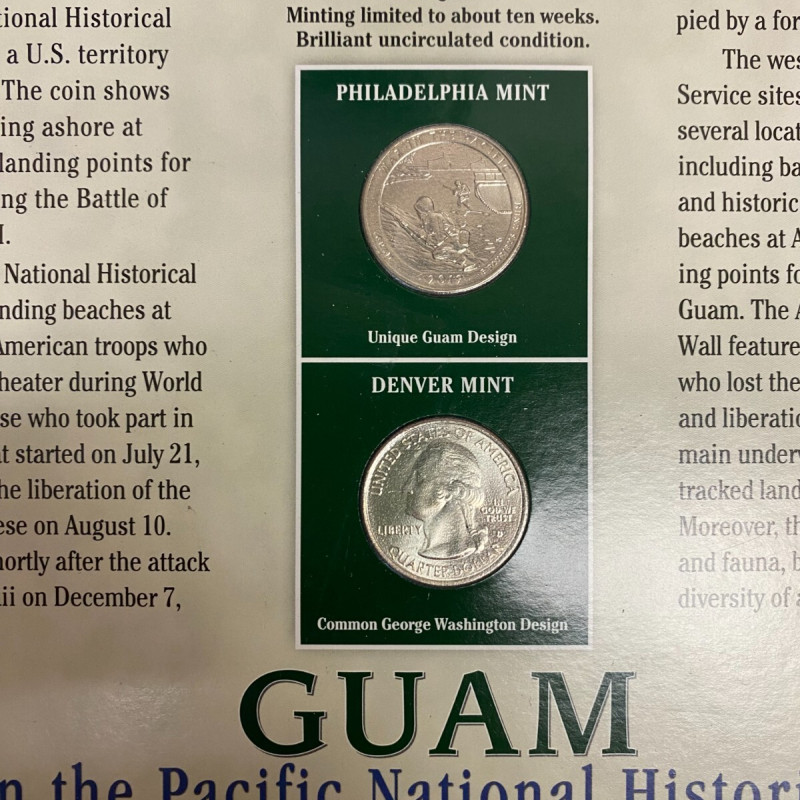 Minting limited to about ten weeks.
Brilliant uncirculated condition.
tional Historical
a U.S. territory
The coin shows
ing ashore at
landing points for
ng the Battle of
I.
National Historical
nding beaches at
American troops who
heater during World
se who took part in
t started on July 21,
he liberation of the
ese on August 10.
hortly after the attack
ii on December 7,
PHILADELPHIA MINT
2019
Unique Guam Design
DENVER MINT
UNITED STATES OF AMERICA
LIBERTY
IN
GOD WE
TRUST
D
QUARTER DOLLAR
Common George Washington Design
pied by a for
The wes
Service sites
several locat
including ba
and historic
beaches at A
ing points fo
Guam. The A
Wall feature
who lost the
and liberatio
main underw
tracked land
Moreover, th
and fauna, b
diversity of a
GUAM
n the Pacific National Histori